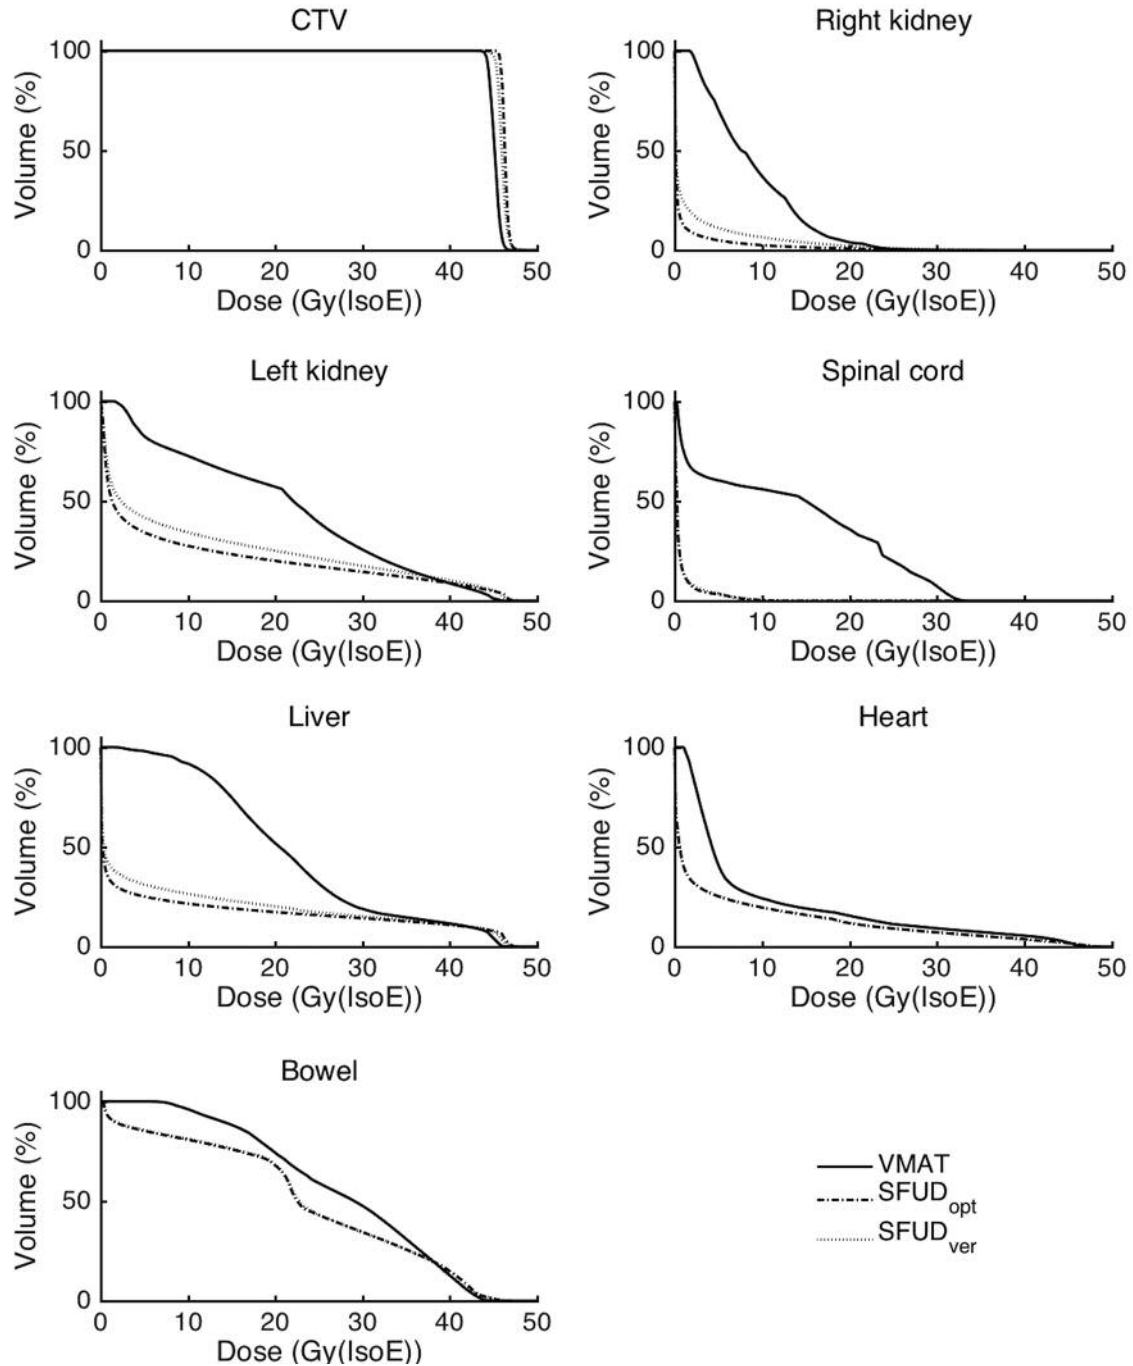 CTV
Volume (%)
100
50
0
0 10 20 30 40 50
Dose (Gy(IsoE))
Right kidney
Volume (%)
100
50
0
0 10 20 30 40 50
Dose (Gy(IsoE))
Left kidney
Volume (%)
100
50
0
0 10 20 30 40 50
Dose (Gy(IsoE))
Spinal cord
Volume (%)
100
50
0
0 10 20 30 40 50
Dose (Gy(IsoE))
Liver
Volume (%)
100
50
0
0 10 20 30 40 50
Dose (Gy(IsoE))
Heart
Volume (%)
100
50
0
0 10 20 30 40 50
Dose (Gy(IsoE))
Bowel
Volume (%)
100
50
0
0 10 20 30 40 50
Dose (Gy(IsoE))
VMAT
SFUD opt
SFUD ver